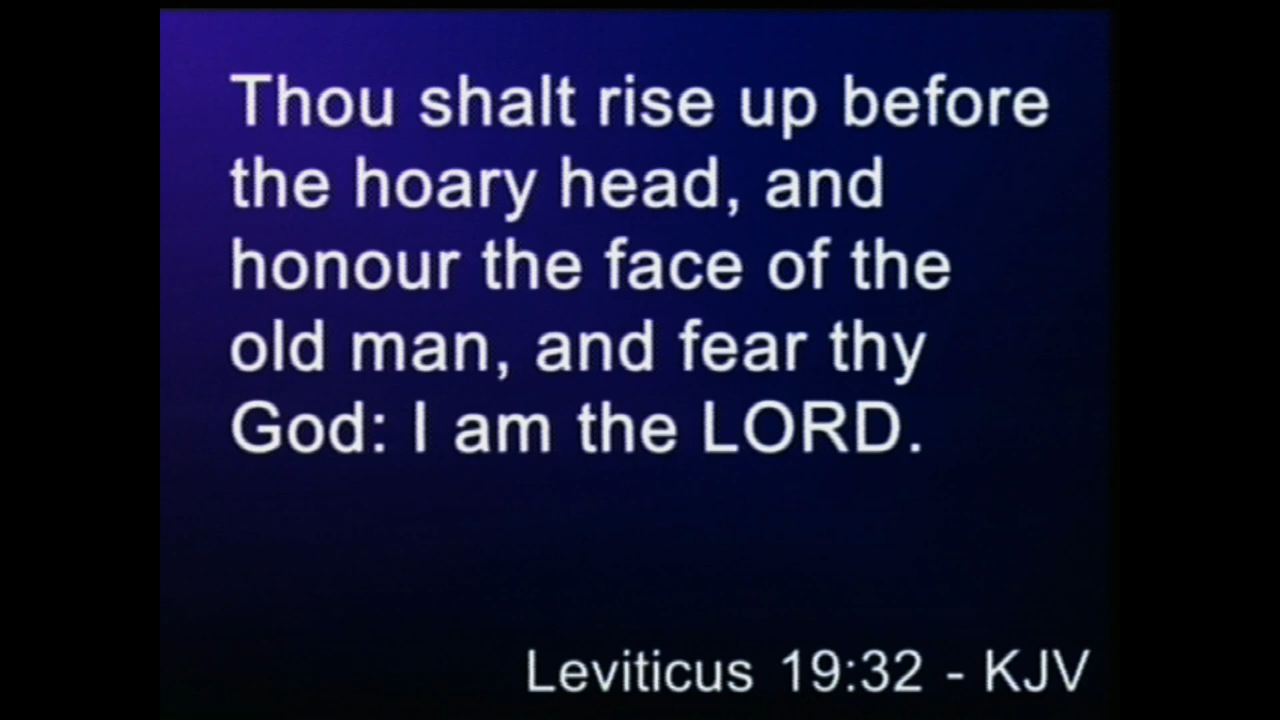 Thou shalt rise up before
the hoary head, and
honour the face of the
old man, and fear thy
God: I am the LORD.
Leviticus 19:32 - KJV